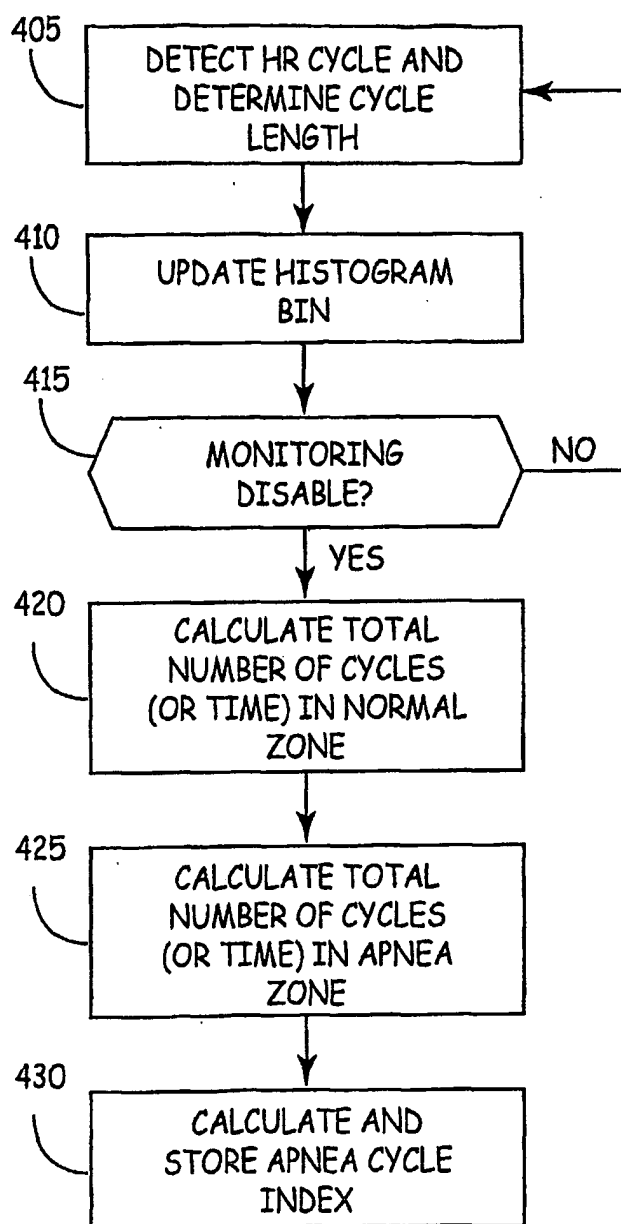 405
DETECT HR CYCLE AND
DETERMINE CYCLE
LENGTH
410
UPDATE HISTOGRAM
BIN
415
MONITORING
DISABLE?
NO
YES
420
CALCULATE TOTAL
NUMBER OF CYCLES
(OR TIME) IN NORMAL
ZONE
425
CALCULATE TOTAL
NUMBER OF CYCLES
(OR TIME) IN APNEA
ZONE
430
CALCULATE AND
STORE APNEA CYCLE
INDEX